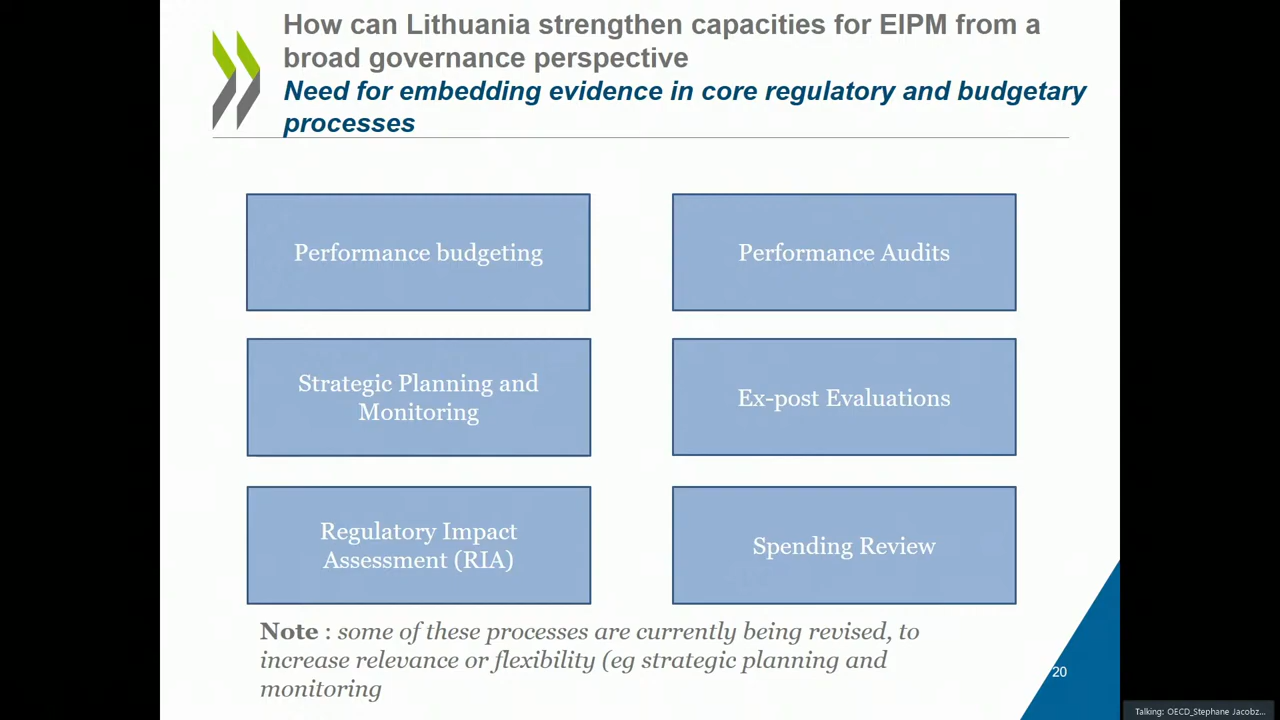 How can Lithuania strengthen capacities for EIPM from a
broad governance perspective
Need for embedding evidence in core regulatory and budgetary
processes
Performance budgeting
Performance Audits
Strategic Planning and
Monitoring
Ex-post Evaluations
Regulatory Impact
Assessment (RIA)
Spending Review
Note : some of these processes are currently being revised, to
increase relevance or flexibility (eg strategic planning and
monitoring
20
Talking: OECD_Stephane Jacobz...